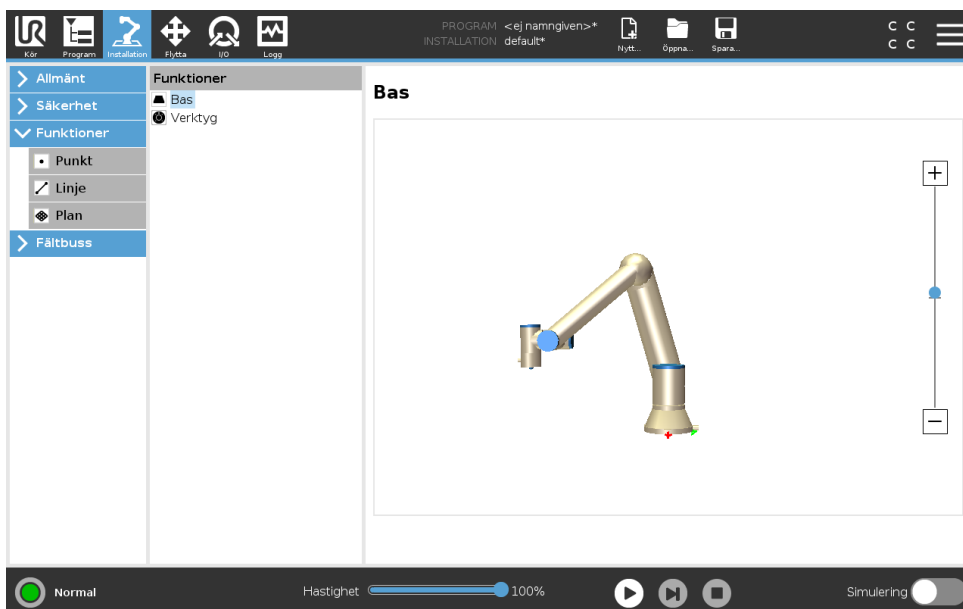 UR
PROGRAM <ej namngiven>*
INSTALLATION default*
Kör Program Installation Flytta I/O Logg
Nytt... Öppna... Spara...
C C
C C
Allmänt
Säkerhet
Funktioner
Punkt
Linje
Plan
Fältbuss
Funktioner
Bas
Verktyg
Bas
+
−
Normal
Hastighet 100%
Simulering